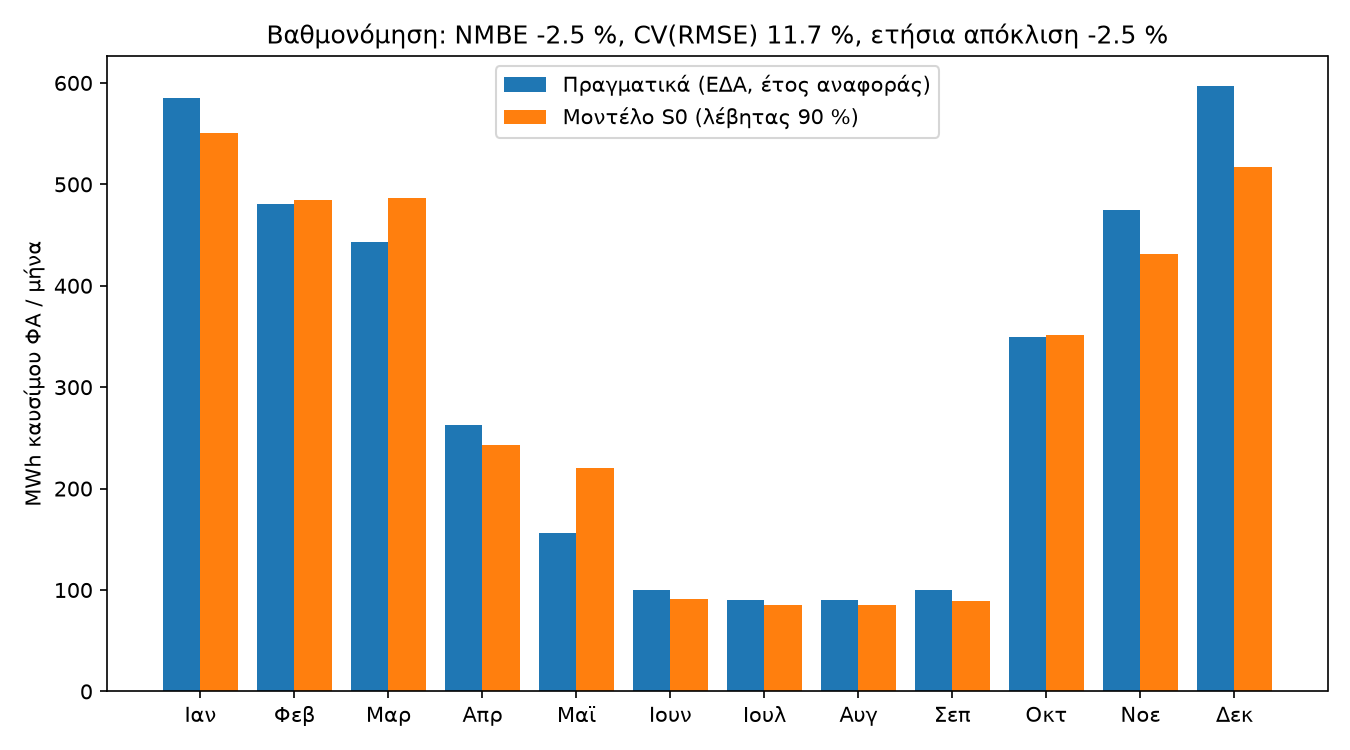 Βαθμονόμηση: NMBE -2.5 %, CV(RMSE) 11.7 %, ετήσια απόκλιση -2.5 %
Πραγματικά (ΕΔΑ, έτος αναφοράς)
Μοντέλο S0 (λέβητας 90 %)
MWh καυσίμου ΦΑ / μήνα
600
500
400
300
200
100
0
Ιαν Φεβ Μαρ Απρ Μαϊ Ιουν Ιουλ Αυγ Σεπ Οκτ Νοε Δεκ